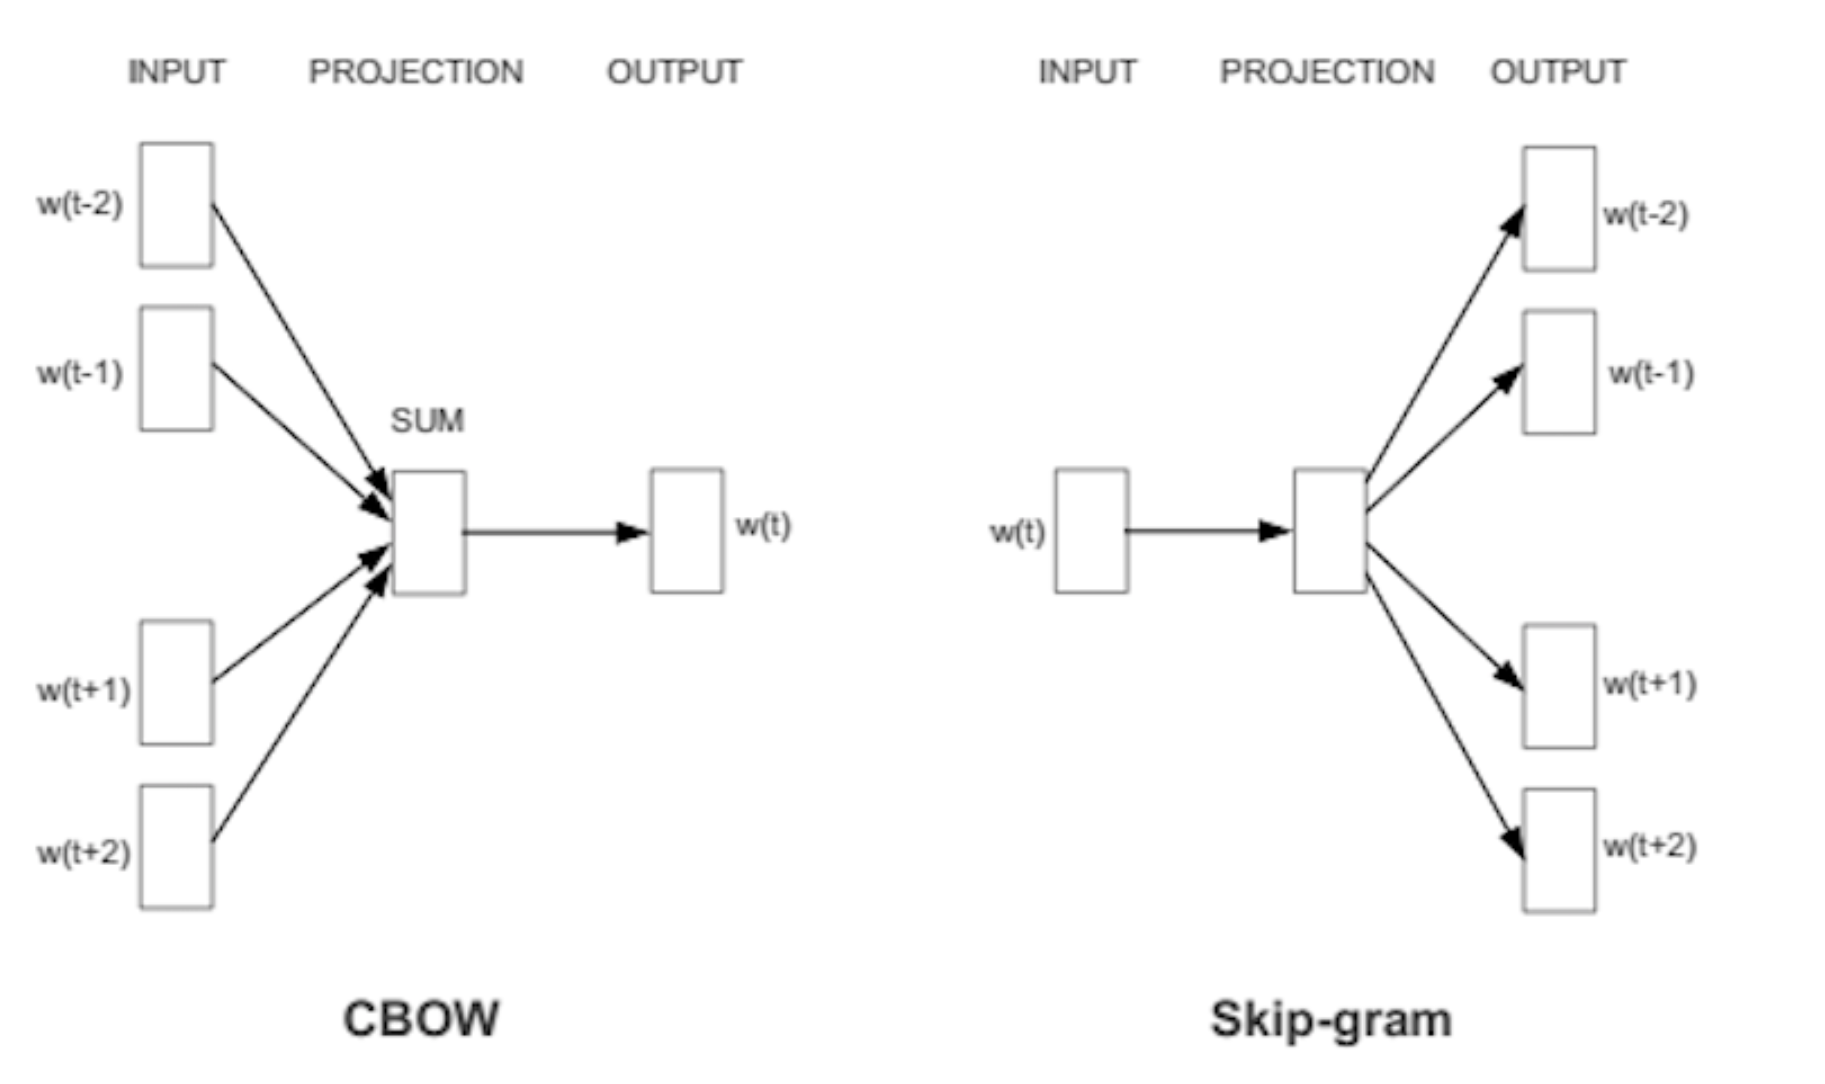 INPUT PROJECTION OUTPUT
w(t-2)
w(t-1)
SUM
w(t)
w(t+1)
w(t+2)
CBOW
INPUT PROJECTION OUTPUT
w(t-2)
w(t-1)
w(t)
w(t+1)
w(t+2)
Skip-gram